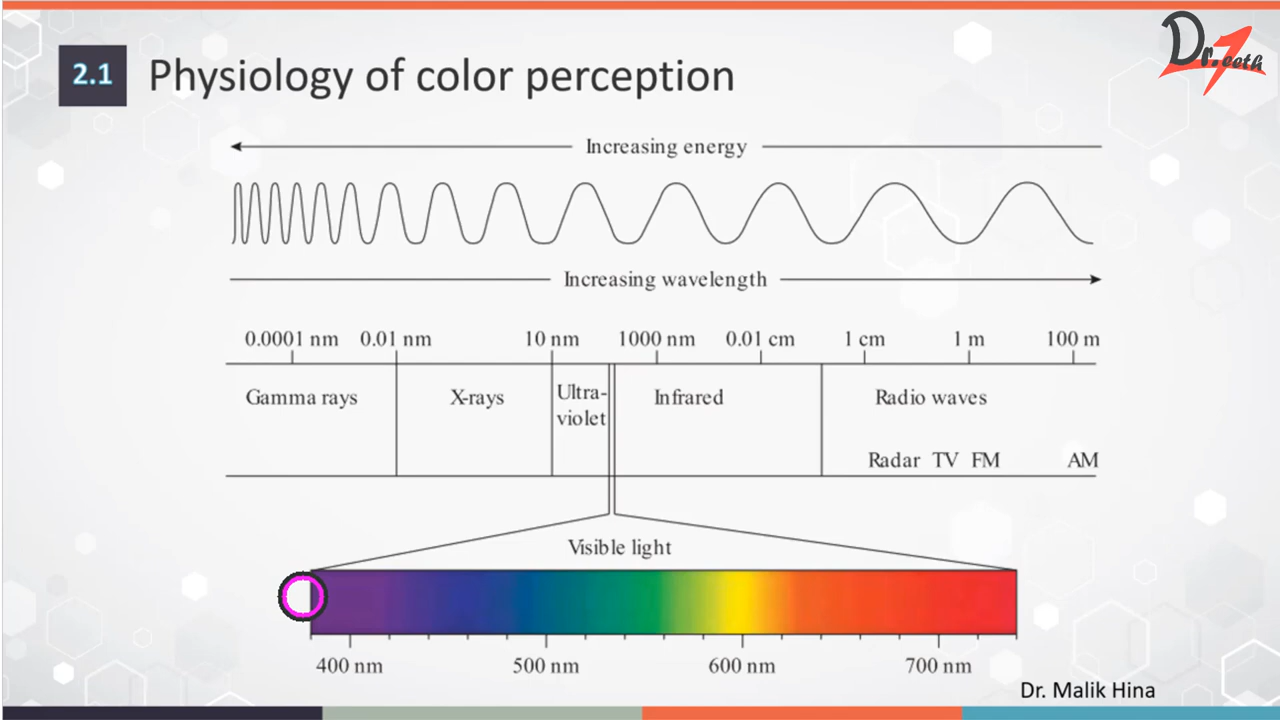 Dr.Teeth
2.1 Physiology of color perception
Increasing energy
Increasing wavelength
0.0001 nm 0.01 nm 10 nm 1000 nm 0.01 cm 1 cm 1 m 100 m
Gamma rays X-rays Ultra-
violet Infrared Radio waves
Radar TV FM AM
Visible light
400 nm 500 nm 600 nm 700 nm
Dr. Malik Hina